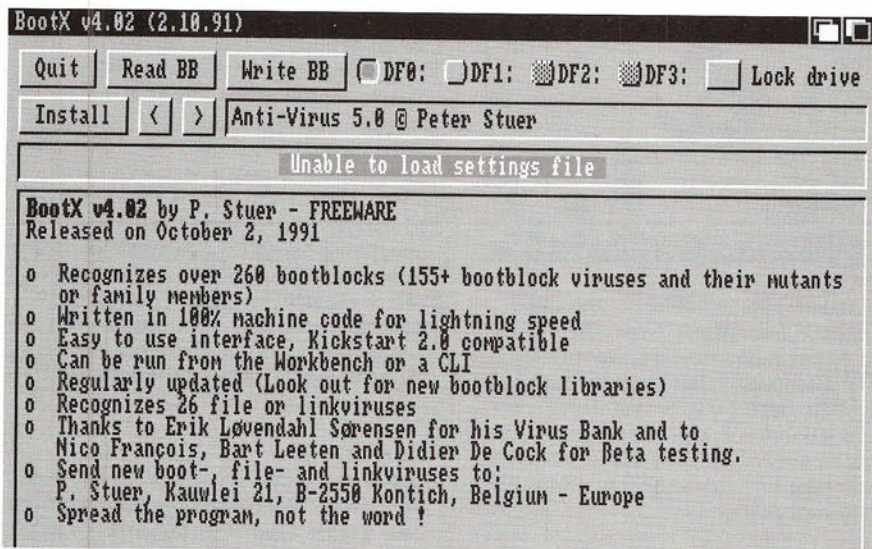 BootX v4.02 (2.10.91)
Quit Read BB Write BB DF0: DF1: DF2: DF3: Lock drive
Install < > Anti-Virus 5.0 © Peter Stuer
Unable to load settings file
BootX v4.02 by P. Stuer - FREEWARE
Released on October 2, 1991
o Recognizes over 260 bootblocks (155+ bootblock viruses and their mutants
or family members)
o Written in 100% machine code for lightning speed
o Easy to use interface, Kickstart 2.0 compatible
o Can be run from the Workbench or a CLI
o Regularly updated (Look out for new bootblock libraries)
o Recognizes 26 file or linkviruses
o Thanks to Erik Løvendahl Sørensen for his Virus Bank and to
Nico François, Bart Leeten and Didier De Cock for βeta testing.
o Send new boot-, file- and linkviruses to:
P. Stuer, Kauwlei 21, B-2550 Kontich, Belgium - Europe
o Spread the program, not the word !